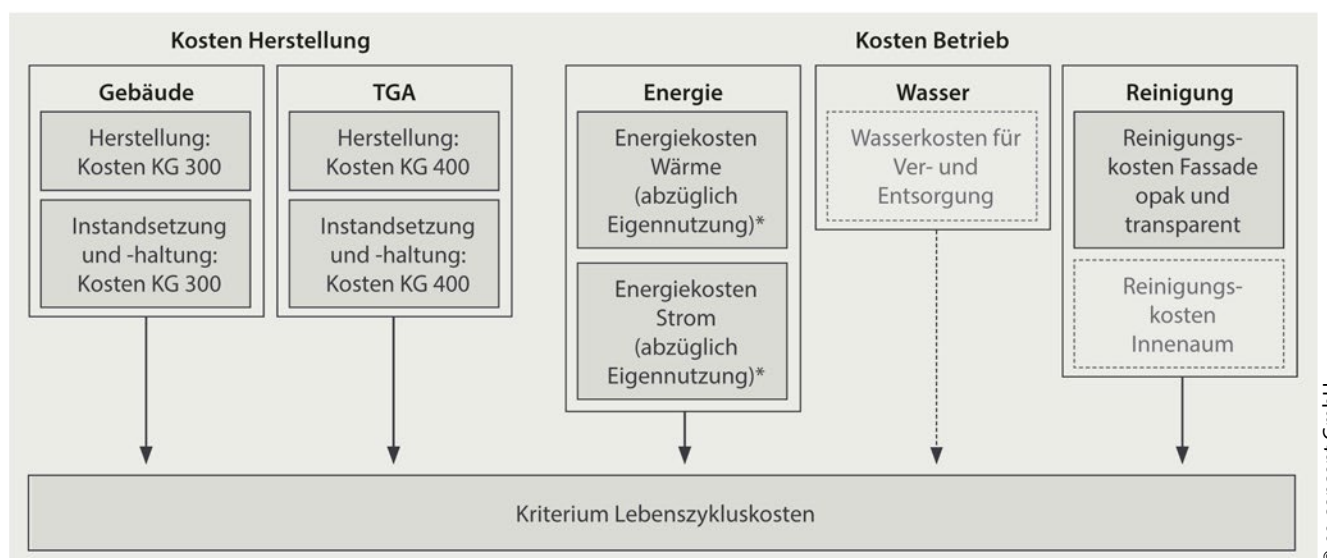 Kosten Herstellung
Kosten Betrieb
Gebäude
Herstellung:
Kosten KG 300
Instandsetzung
und -haltung:
Kosten KG 300
TGA
Herstellung:
Kosten KG 400
Instandsetzung
und -haltung:
Kosten KG 400
Energie
Energiekosten
Wärme
(abzüglich
Eigennutzung)*
Energiekosten
Strom
(abzüglich
Eigennutzung)*
Wasser
Wasserkosten für
Ver- und
Entsorgung
Reinigung
Reinigungs-
kosten Fassade
opak und
transparent
Reinigungs-
kosten
Innenaum
Kriterium Lebenszykluskosten